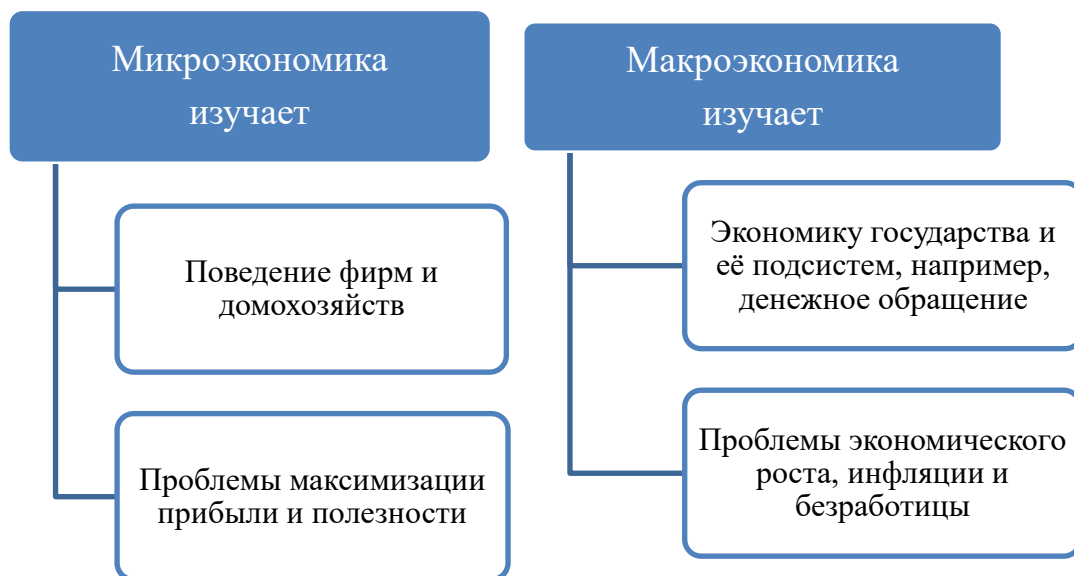 Микроэкономика
изучает
Поведение фирм и
домохозяйств
Проблемы максимизации
прибыли и полезности
Макроэкономика
изучает
Экономику государства и
её подсистем, например,
денежное обращение
Проблемы экономического
роста, инфляции и
безработицы